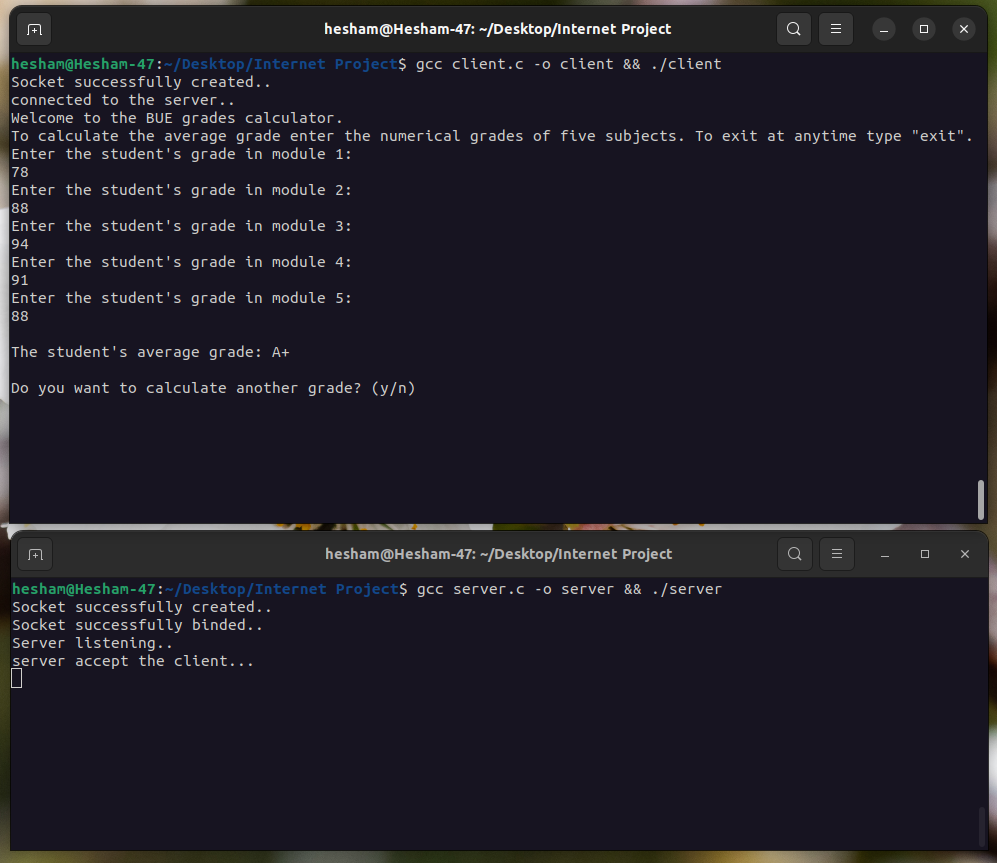 hesham@Hesham-47: ~/Desktop/Internet Project
hesham@Hesham-47:~/Desktop/Internet Project$ gcc client.c -o client && ./client
Socket successfully created..
connected to the server..
Welcome to the BUE grades calculator.
To calculate the average grade enter the numerical grades of five subjects. To exit at anytime type "exit".
Enter the student's grade in module 1:
78
Enter the student's grade in module 2:
88
Enter the student's grade in module 3:
94
Enter the student's grade in module 4:
91
Enter the student's grade in module 5:
88
The student's average grade: A+
Do you want to calculate another grade? (y/n)
hesham@Hesham-47: ~/Desktop/Internet Project
hesham@Hesham-47:~/Desktop/Internet Project$ gcc server.c -o server && ./server
Socket successfully created..
Socket successfully binded..
Server listening..
server accept the client...